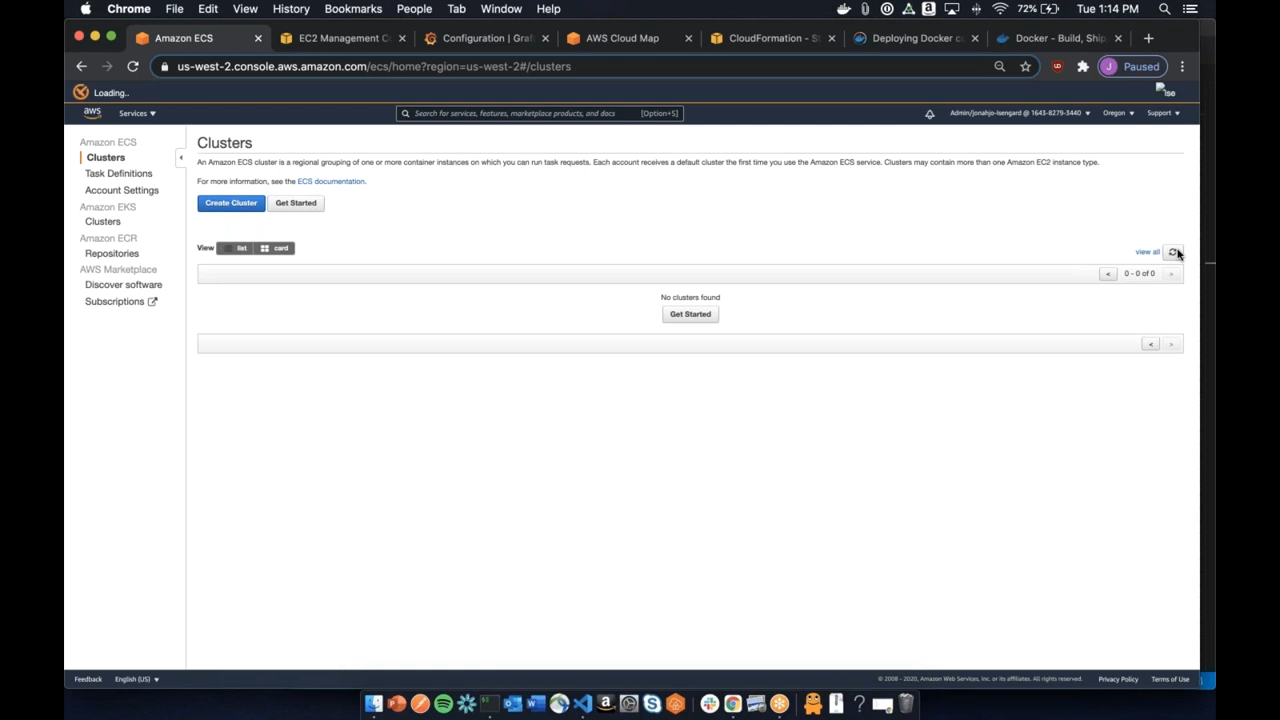 Chrome File Edit View History Bookmarks People Tab Window Help 72% Tue 1:14 PM
Amazon ECS EC2 Management Co Configuration | Graf AWS Cloud Map CloudFormation - St Deploying Docker co Docker - Build, Ship
us-west-2.console.aws.amazon.com/ecs/home?region=us-west-2#/clusters Paused
Loading.. Ise
aws Services Search for services, features, marketplace products, and docs [Option+S] Admin/jonahjo-Isengard @ 1643-8279-3440 Oregon Support
Amazon ECS
Clusters
Task Definitions
Account Settings
Amazon EKS
Clusters
Amazon ECR
Repositories
AWS Marketplace
Discover software
Subscriptions
Clusters
An Amazon ECS cluster is a regional grouping of one or more container instances on which you can run task requests. Each account receives a default cluster the first time you use the Amazon ECS service. Clusters may contain more than one Amazon EC2 instance type.
For more information, see the ECS documentation.
Create Cluster Get Started
View list card view all
< 0 - 0 of 0 >
No clusters found
Get Started
< >
Feedback English (US) © 2008 - 2020, Amazon Web Services, Inc. or its affiliates. All rights reserved. Privacy Policy Terms of Use